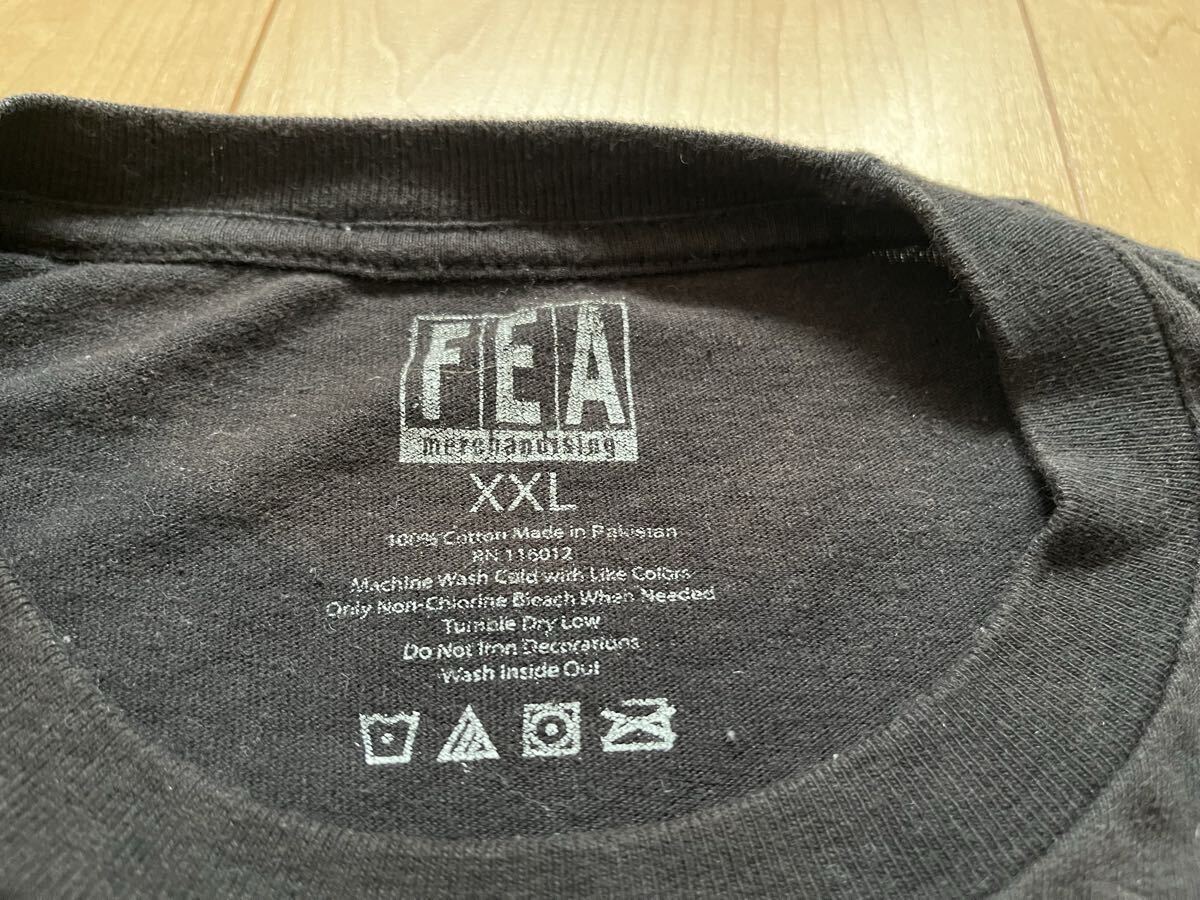 FEA
merchandising
XXL
100% Cotton Made in Pakistan
RN 116012
Machine Wash Cold with Like Colors
Only Non-Chlorine Bleach When Needed
Tumble Dry Low
Do Not Iron Decorations
Wash Inside Out